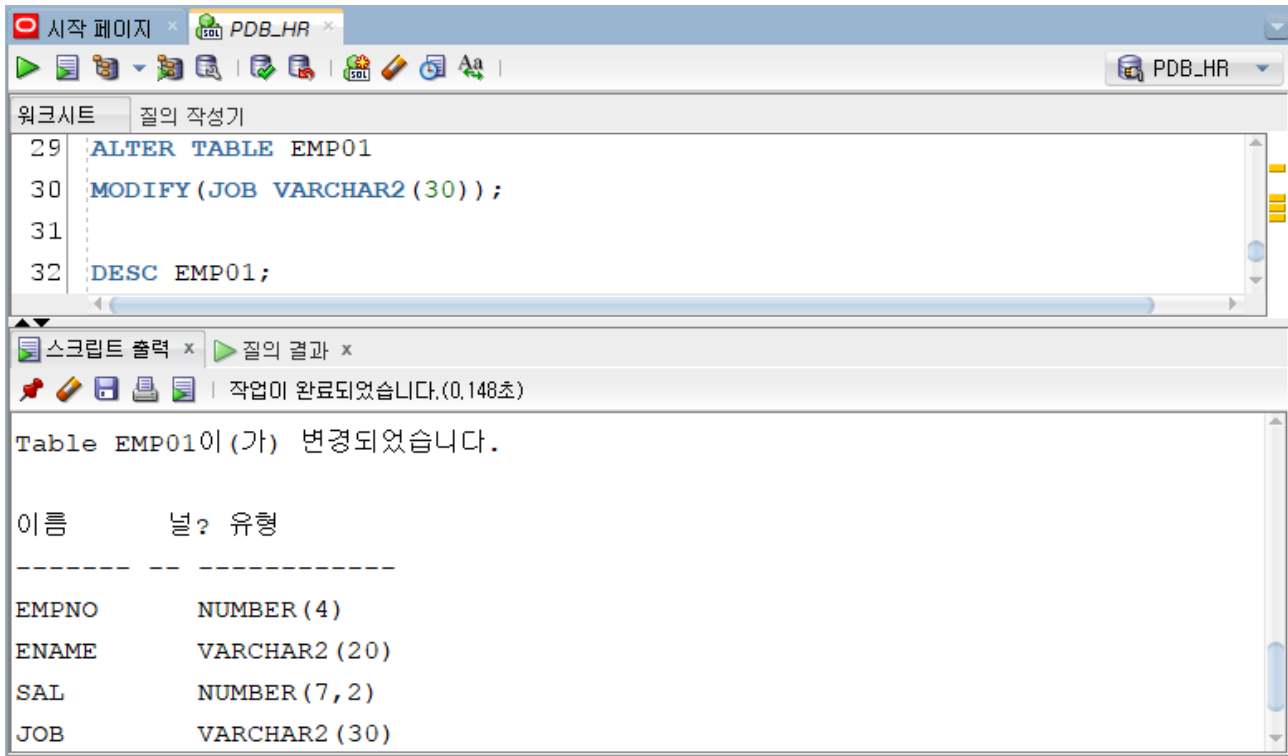 시작 페이지 PDB_HR
PDB_HR
워크시트 질의 작성기
29 ALTER TABLE EMP01
30 MODIFY(JOB VARCHAR2(30));
31
32 DESC EMP01;
스크립트 출력 x 질의 결과 x
작업이 완료되었습니다.(0,148초)
Table EMP01이(가) 변경되었습니다.
이름 널? 유형
------- -- ------------
EMPNO NUMBER(4)
ENAME VARCHAR2(20)
SAL NUMBER(7,2)
JOB VARCHAR2(30)